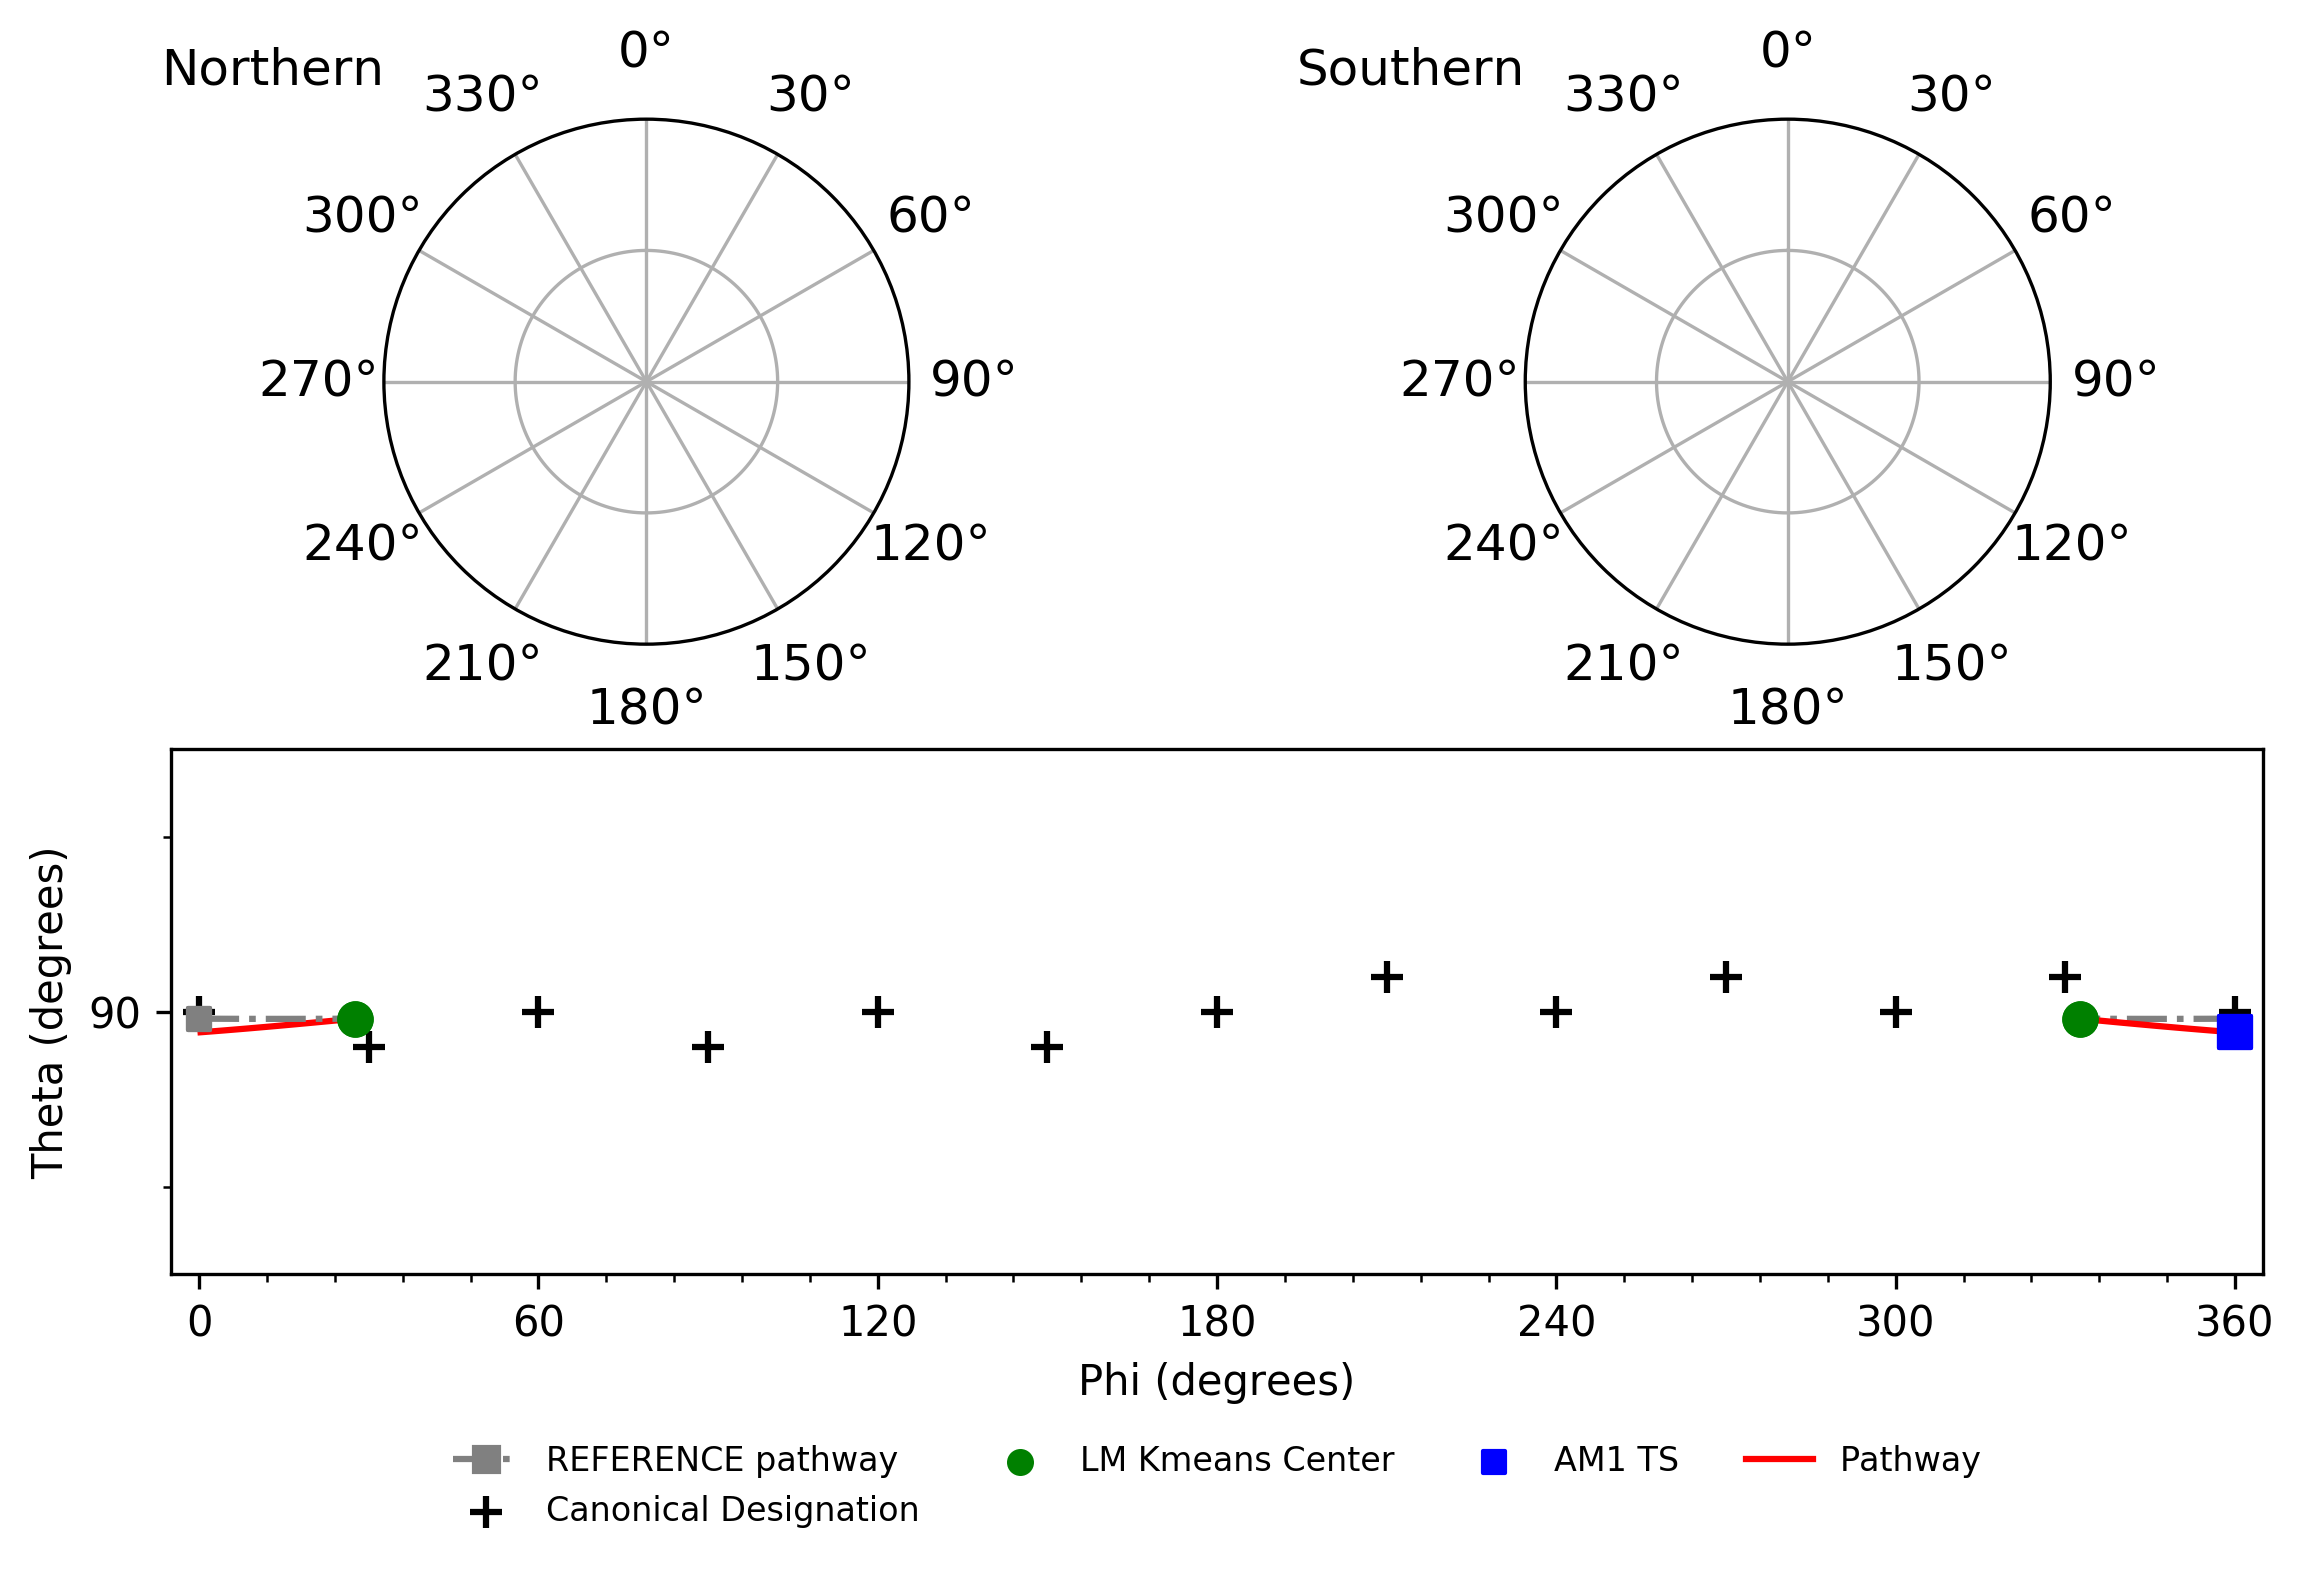 Northern
0°
30°
60°
90°
120°
150°
180°
210°
240°
270°
300°
330°
Southern
0°
30°
60°
90°
120°
150°
180°
210°
240°
270°
300°
330°
Theta (degrees)
90
0 60 120 180 240 300 360
Phi (degrees)
REFERENCE pathway
Canonical Designation
LM Kmeans Center
AM1 TS
Pathway